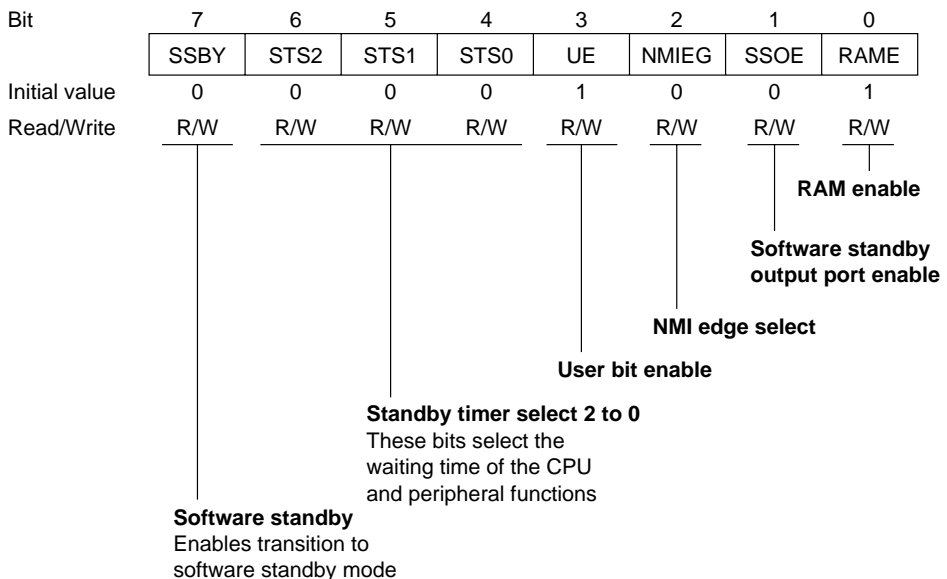 Bit 7 6 5 4 3 2 1 0
SSBY STS2 STS1 STS0 UE NMIEG SSOE RAME
Initial value 0 0 0 0 1 0 0 1
Read/Write R/W R/W R/W R/W R/W R/W R/W R/W
RAM enable
Software standby
output port enable
NMI edge select
User bit enable
Standby timer select 2 to 0
These bits select the
waiting time of the CPU
and peripheral functions
Software standby
Enables transition to
software standby mode